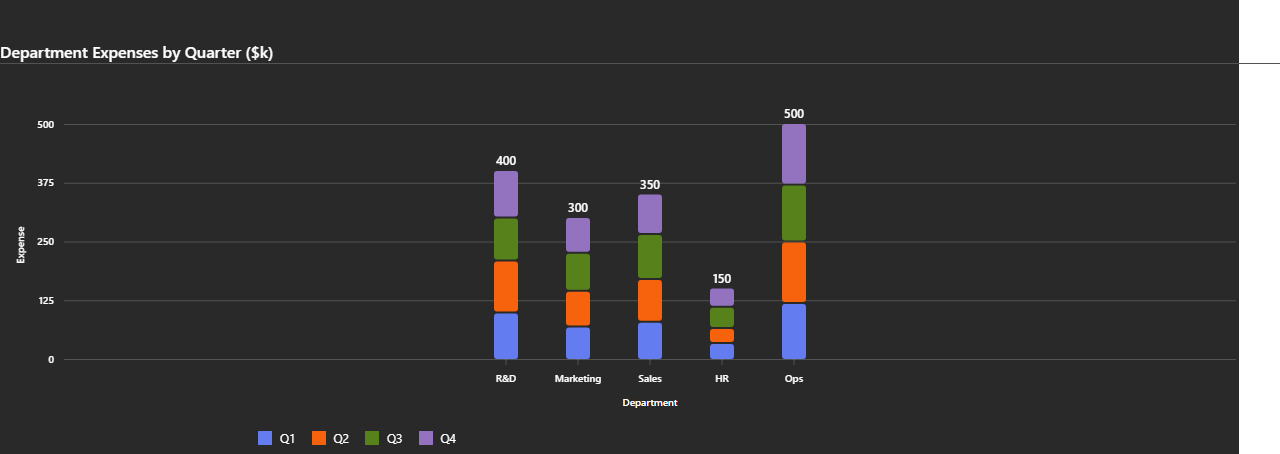 Department Expenses by Quarter ($k)
500
400
500
375
350
300
250
150
125
0
Expense
R&D Marketing Sales HR Ops
Department
Q1 Q2 Q3 Q4